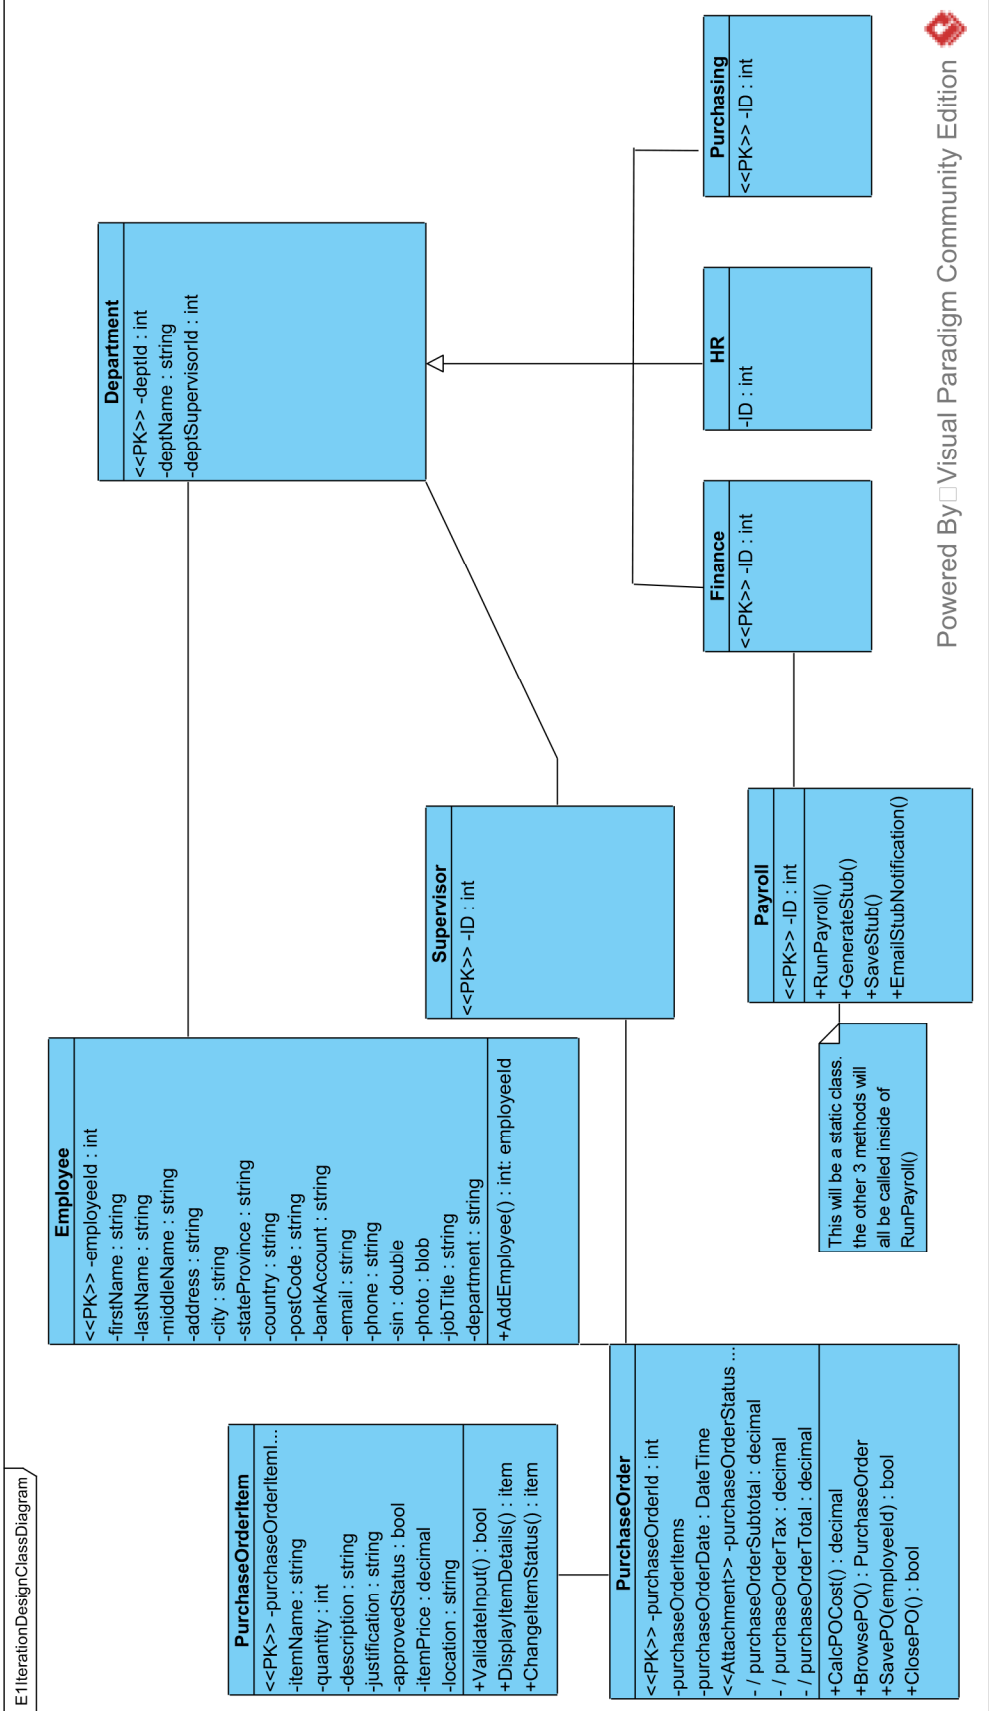 E1IterationDesignClassDiagram
PurchaseOrderItem
<<PK>> -purchaseOrderItemI...
-itemName : string
-quantity : int
-description : string
-justification : string
-approvedStatus : bool
-itemPrice : decimal
-location : string
+ValidateInput() : bool
+DisplayItemDetails() : item
+ChangeItemStatus() : item
Employee
<<PK>> -employeeId : int
-firstName : string
-lastName : string
-middleName : string
-address : string
-city : string
-stateProvince : string
-country : string
-postCode : string
-bankAccount : string
-email : string
-phone : string
-sin : double
-photo : blob
-jobTitle : string
-department : string
+AddEmployee() : int: employeeId
Department
<<PK>> -deptId : int
-deptName : string
-deptSupervisorId : int
Supervisor
<<PK>> -ID : int
PurchaseOrder
<<PK>> -purchaseOrderId : int
-purchaseOrderItems
-purchaseOrderDate : DateTime
<<Attachment>> -purchaseOrderStatus ...
- / purchaseOrderSubtotal : decimal
- / purchaseOrderTax : decimal
- / purchaseOrderTotal : decimal
+CalcPOCost() : decimal
+BrowsePO() : PurchaseOrder
+SavePO(employeeId) : bool
+ClosePO() : bool
This will be a static class.
the other 3 methods will
all be called inside of
RunPayroll()
Payroll
<<PK>> -ID : int
+RunPayroll()
+GenerateStub()
+SaveStub()
+EmailStubNotification()
Finance
<<PK>> -ID : int
HR
-ID : int
Purchasing
<<PK>> -ID : int
Powered By□Visual Paradigm Community Edition